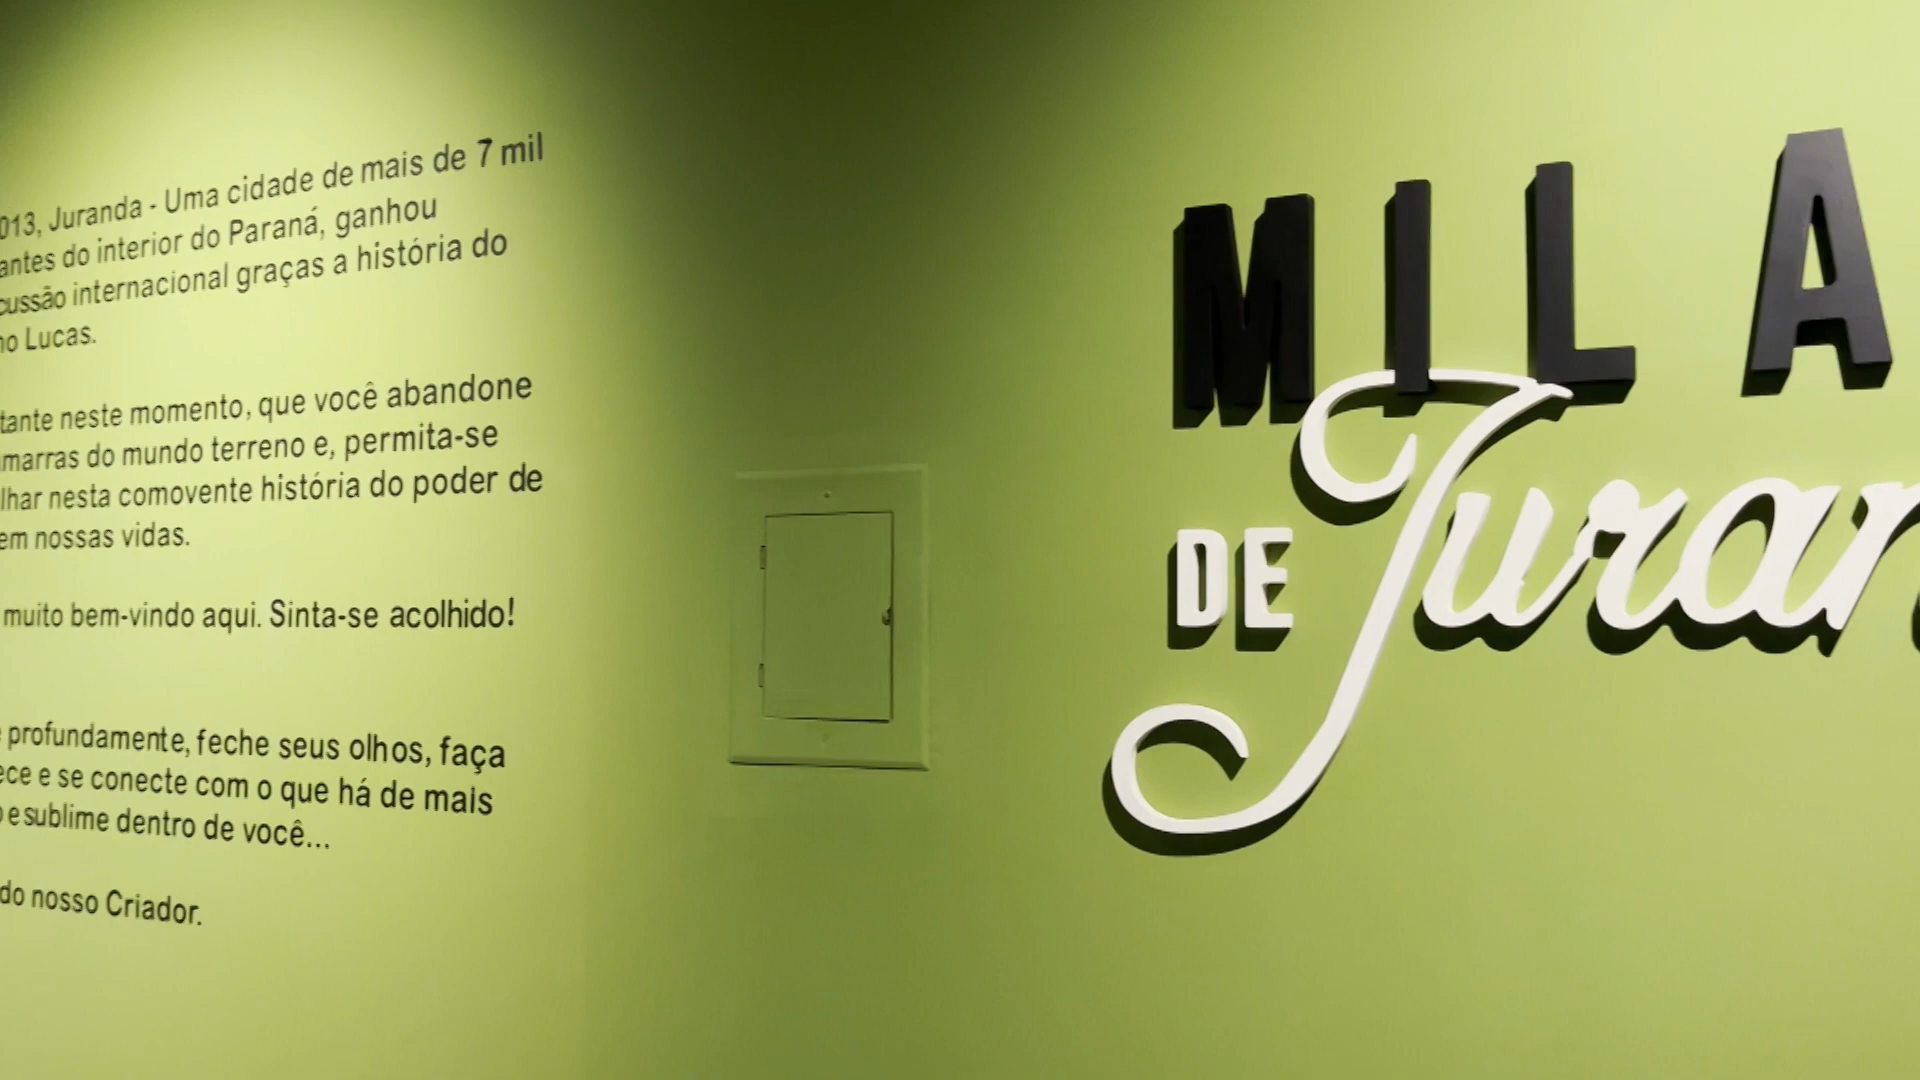 013, Juranda - Uma cidade de mais de 7 mil
antes do interior do Paraná, ganhou
cussão internacional graças a história do
no Lucas.
tante neste momento, que você abandone
marras do mundo terreno e, permita-se
lhar nesta comovente história do poder de
em nossas vidas.
muito bem-vindo aqui. Sinta-se acolhido!
profundamente, feche seus olhos, faça
ece e se conecte com o que há de mais
e sublime dentro de você...
do nosso Criador.
MILA
DE Juran